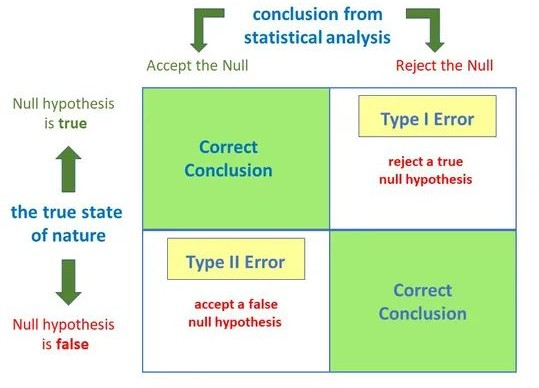 conclusion from
statistical analysis
Accept the Null
Reject the Null
Null hypothesis
is true
the true state
of nature
Null hypothesis
is false
Correct
Conclusion
Type I Error
reject a true
null hypothesis
Type II Error
accept a false
null hypothesis
Correct
Conclusion